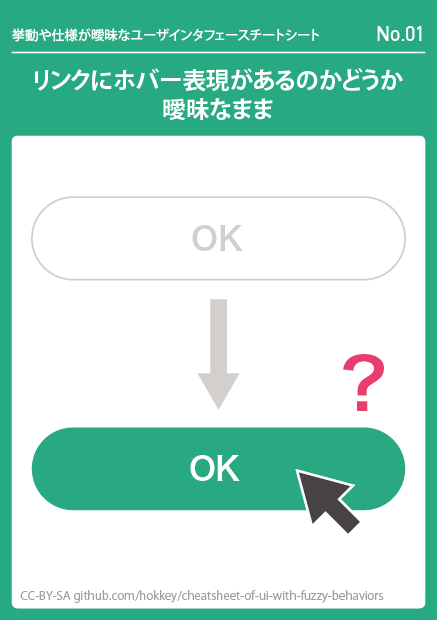 挙動や仕様が曖昧なユーザインタフェースチートシート
No.01
リンクにホバー表現があるのかどうか
曖昧なまま
OK
?
OK
CC-BY-SA github.com/hokkey/cheatsheet-of-ui-with-fuzzy-behaviors